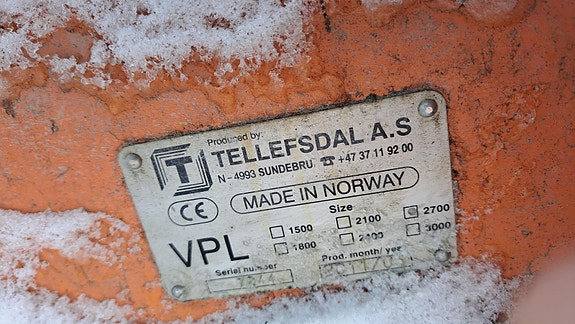 Produced by:
T TELLEFSDAL A.S
N - 4993 SUNDEBRU ☎ +47 37 11 92 00
CE MADE IN NORWAY
Size
VPL 1500 2100 2700
1800 2400 3000
Serial number Prod. month/ year